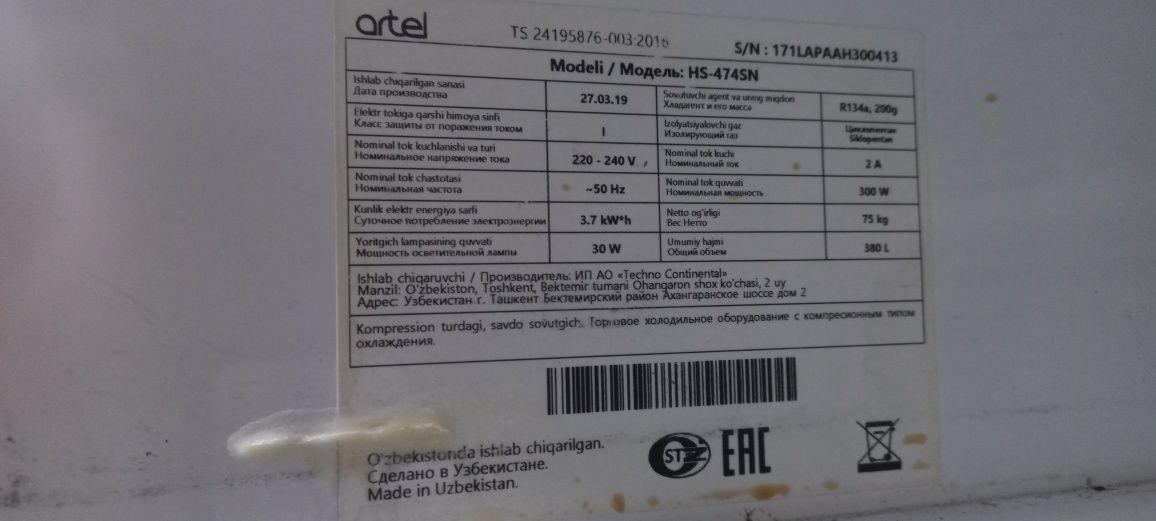 artel
TS 24195876-003:2016
S/N : 171LAPAAH300413
Modeli / Модель: HS-474SN
Ishlab chiqarilgan sanasi
Дата производства
27.03.19
Sovutuvchi agent va uning miqdori
Хладагент и его масса
R134a, 200g
Elektr tokiga qarshi himoya sinfi
Класс защиты от поражения током
I
Izolyatsiyalovchi gaz
Изолирующий газ
Циклопентан
Siklopentan
Nominal tok kuchlanishi va turi
Номинальное напряжение тока
220 - 240 V
Nominal tok kuchi
Номинальный ток
2 A
Nominal tok chastotasi
Номинальная частота
~50 Hz
Nominal tok quvvati
Номинальная мощность
300 W
Kunlik elektr energiya sarfi
Суточное потребление электроэнергии
3.7 kW*h
Netto og'irligi
Вес Нетто
75 kg
Yoritgich lampasining quvvati
Мощность осветительной лампы
30 W
Umumiy hajmi
Общий объем
380 L
Ishlab chiqaruvchi / Производитель: ИП АО «Techno Continental»
Manzil: O'zbekiston, Toshkent, Bektemir tumani Ohangaron shox ko'chasi, 2 uy
Адрес: Узбекистан г. Ташкент Бектемирский район Ахангаранское шоссе дом 2
Kompression turdagi, savdo sovutgich. Торговое холодильное оборудование с компресионным типом
охлаждения.
O'zbekistonda ishlab chiqarilgan.
Сделано в Узбекистане.
Made in Uzbekistan.
STZ
EAC